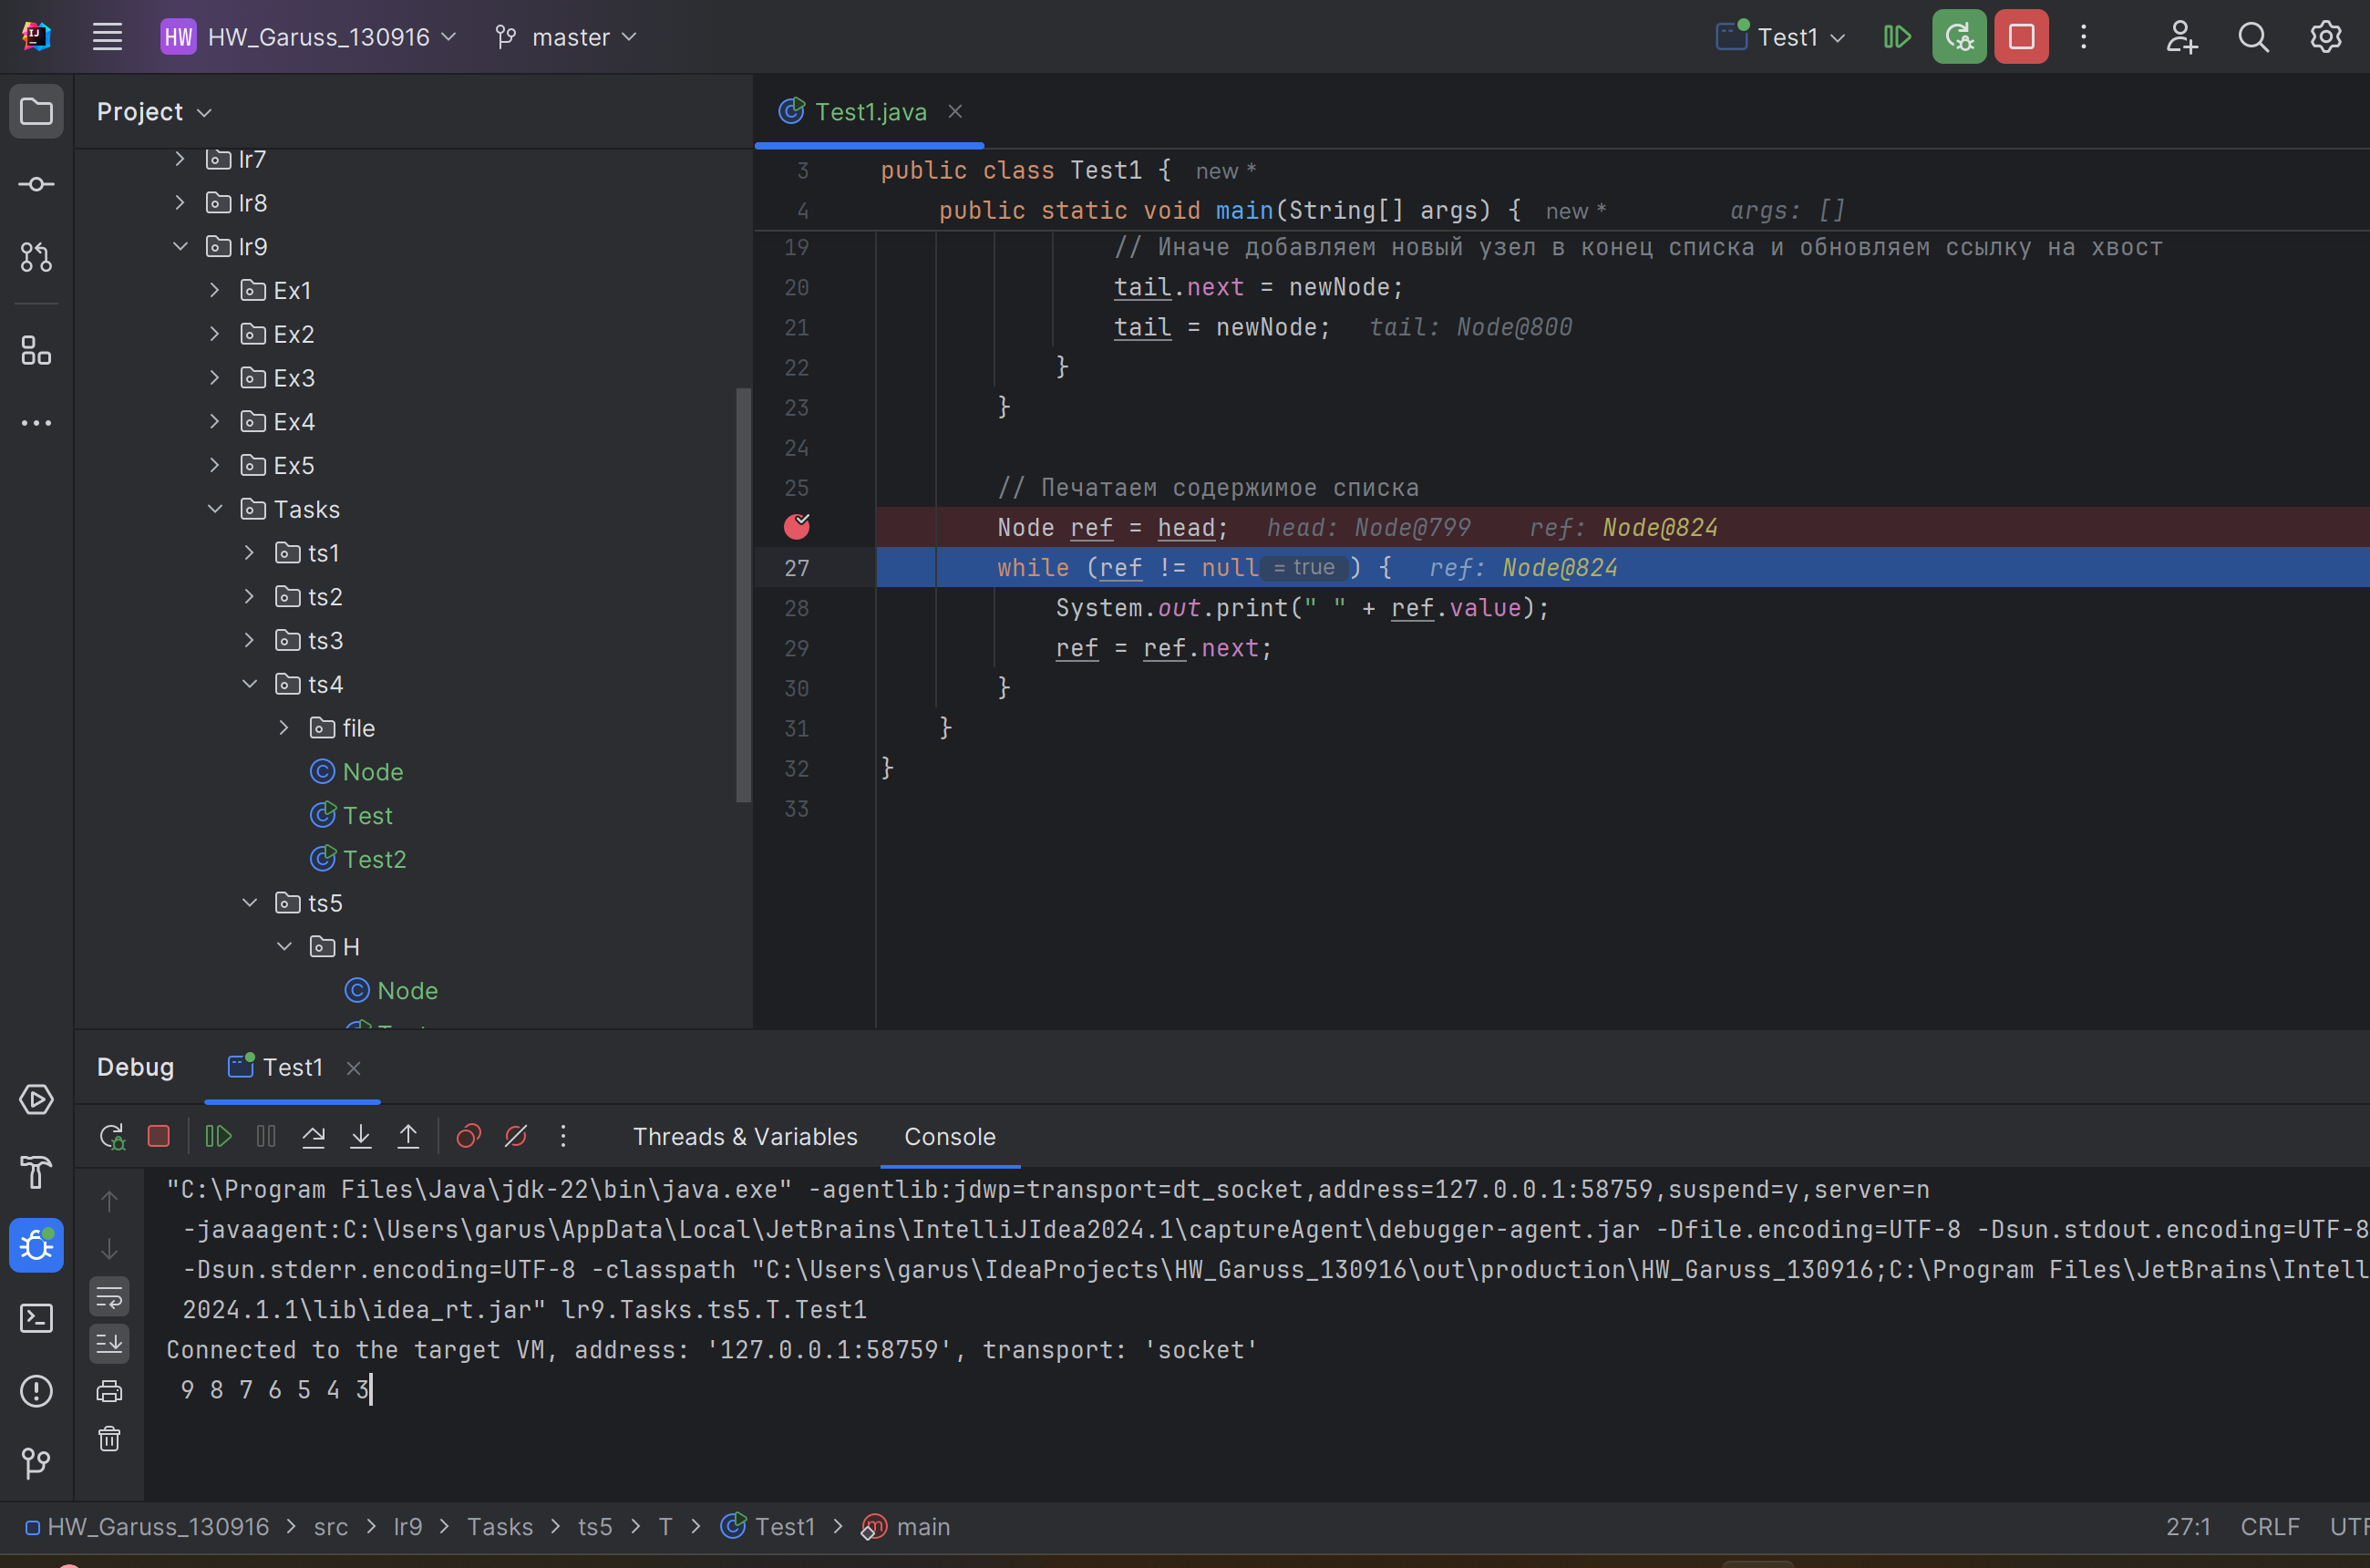 HW HW_Garuss_130916 master Test1
Project
Test1.java
lr7
lr8
lr9
Ex1
Ex2
Ex3
Ex4
Ex5
Tasks
ts1
ts2
ts3
ts4
file
Node
Test
Test2
ts5
H
Node
3 public class Test1 { new *
4 public static void main(String[] args) { new * args: []
19 // Иначе добавляем новый узел в конец списка и обновляем ссылку на хвост
20 tail.next = newNode;
21 tail = newNode; tail: Node@800
22 }
23 }
24
25 // Печатаем содержимое списка
Node ref = head; head: Node@799 ref: Node@824
27 while (ref != null = true ) { ref: Node@824
28 System.out.print(" " + ref.value);
29 ref = ref.next;
30 }
31 }
32 }
33
Debug Test1
Threads & Variables Console
"C:\Program Files\Java\jdk-22\bin\java.exe" -agentlib:jdwp=transport=dt_socket,address=127.0.0.1:58759,suspend=y,server=n
-javaagent:C:\Users\garus\AppData\Local\JetBrains\IntelliJIdea2024.1\captureAgent\debugger-agent.jar -Dfile.encoding=UTF-8 -Dsun.stdout.encoding=UTF-8
-Dsun.stderr.encoding=UTF-8 -classpath "C:\Users\garus\IdeaProjects\HW_Garuss_130916\out\production\HW_Garuss_130916;C:\Program Files\JetBrains\Intell
2024.1.1\lib\idea_rt.jar" lr9.Tasks.ts5.T.Test1
Connected to the target VM, address: '127.0.0.1:58759', transport: 'socket'
9 8 7 6 5 4 3
HW_Garuss_130916 > src > lr9 > Tasks > ts5 > T > Test1 > main 27:1 CRLF UTF